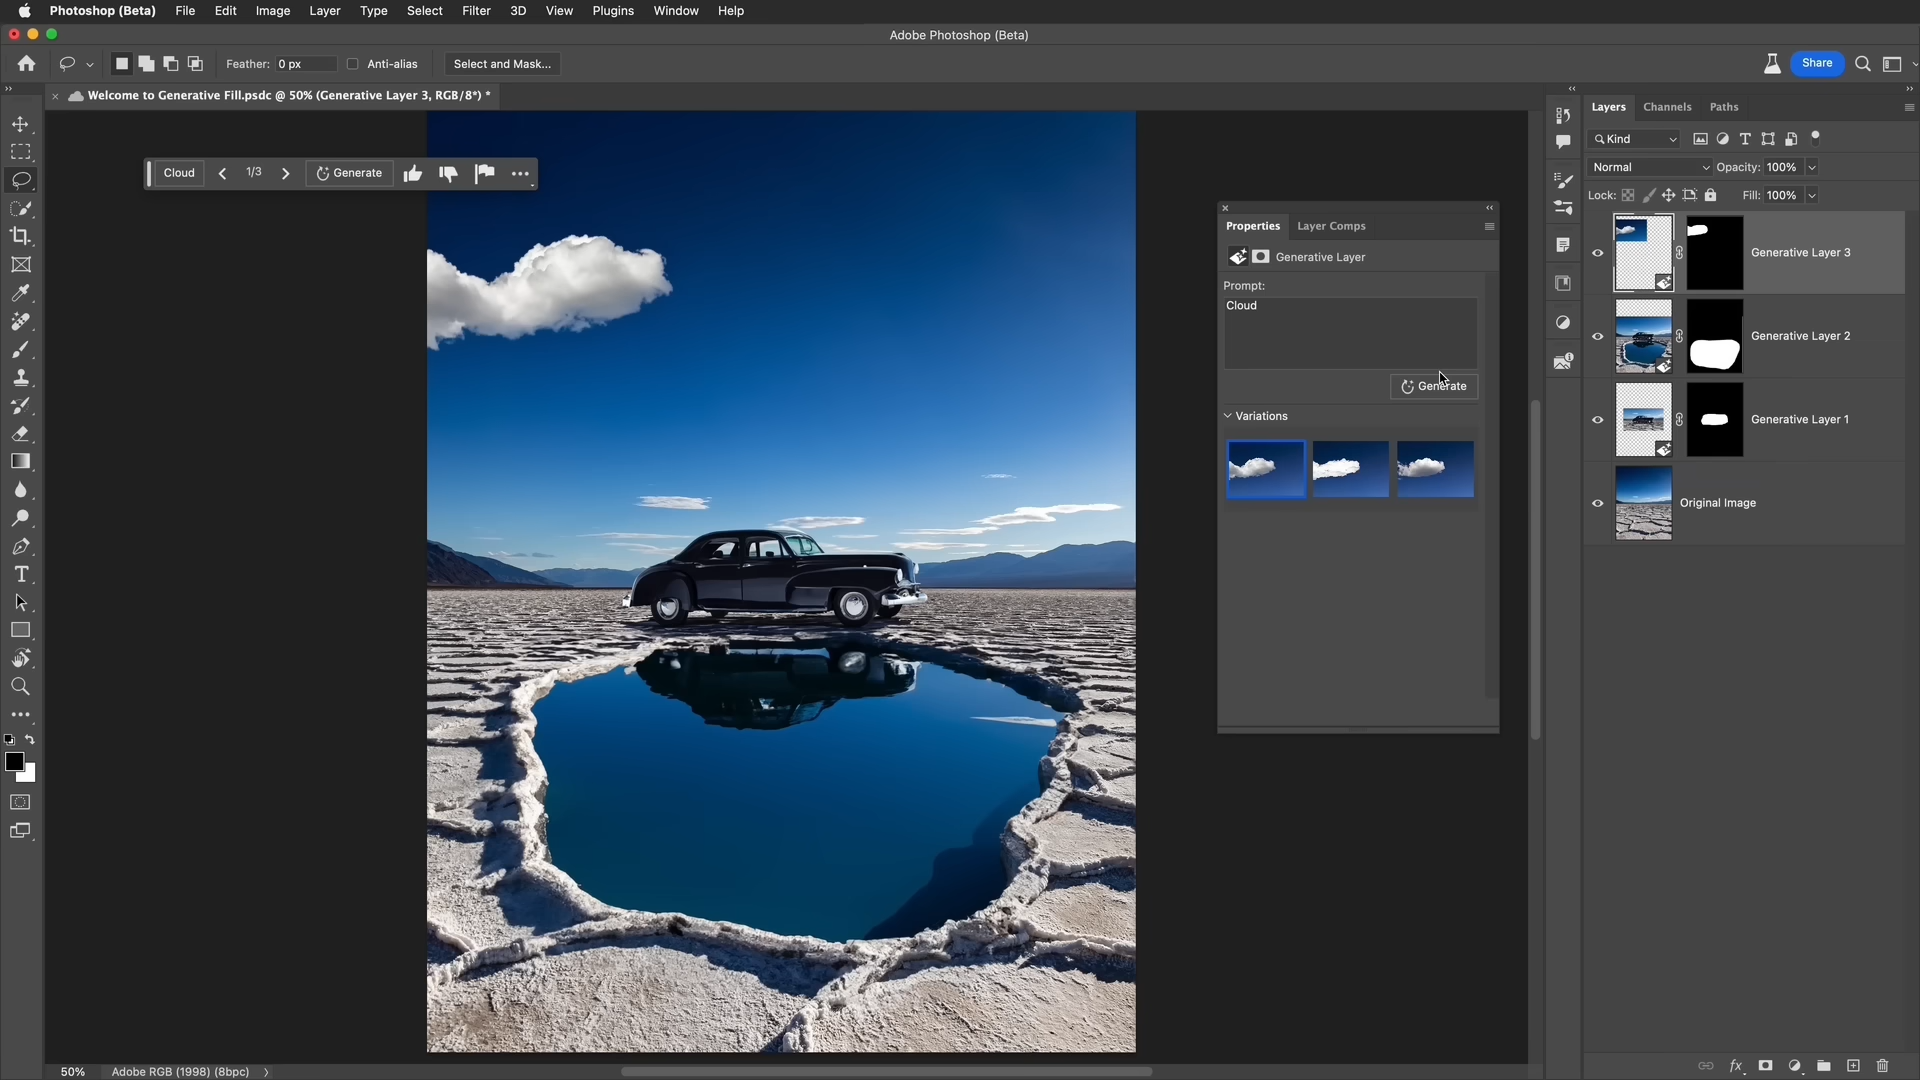 Photoshop (Beta) File Edit Image Layer Type Select Filter 3D View Plugins Window Help
Adobe Photoshop (Beta)
Feather: 0 px Anti-alias Select and Mask... Share
Welcome to Generative Fill.psdc @ 50% (Generative Layer 3, RGB/8*) *
Layers Channels Paths
Kind
Normal Opacity: 100%
Lock: Fill: 100%
Cloud 1/3 Generate
Properties Layer Comps
Generative Layer
Prompt:
Cloud
Generate
Variations
Generative Layer 3
Generative Layer 2
Generative Layer 1
Original Image
50% Adobe RGB (1998) (8bpc)
fx